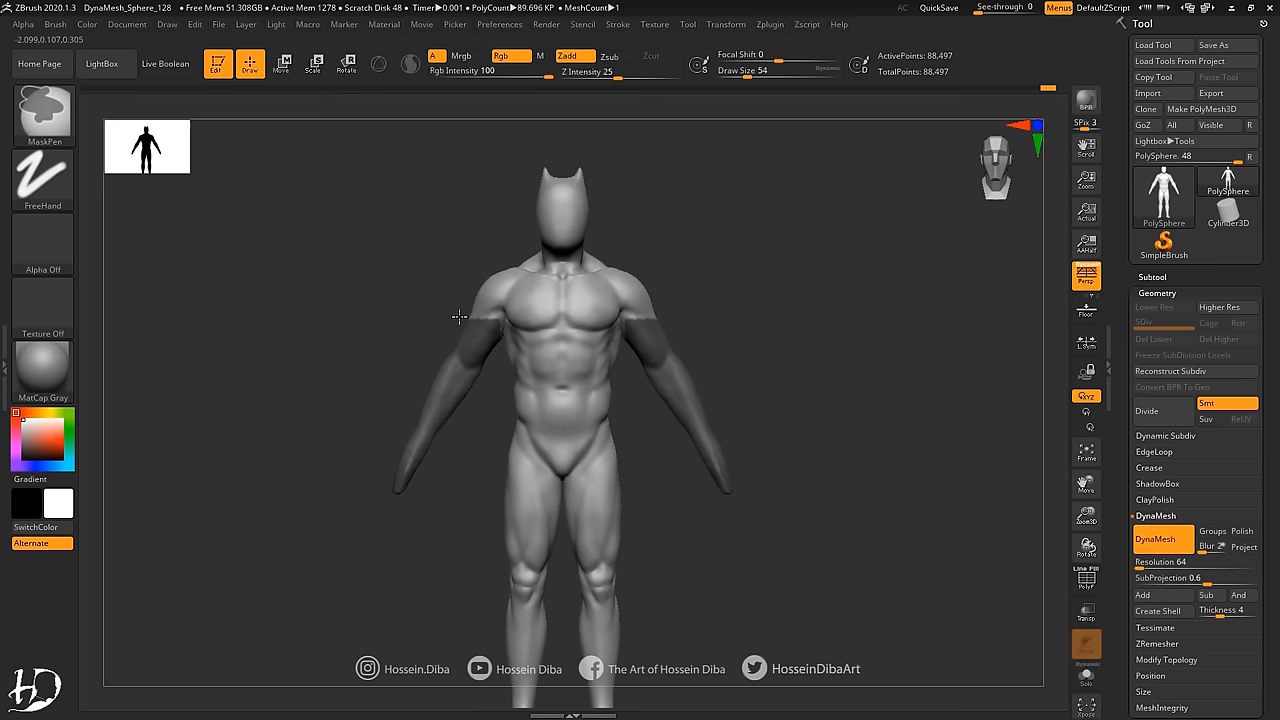 ZBrush 2020.1.3 DynaMesh_Sphere_128 • Free Mem 51.308GB • Active Mem 1278 • Scratch Disk 48 • Timer▶0.001 • PolyCount▶89.696 KP • MeshCount▶1 AC QuickSave See-through 0 Menus DefaultZScript
Alpha Brush Color Document Draw Edit File Layer Light Macro Marker Material Movie Picker Preferences Render Stencil Stroke Texture Tool Transform Zplugin Zscript Help
Tool
-2.099,0.107,0.305
Home Page LightBox Live Boolean Edit Draw Move Scale Rotate
A Mrgb Rgb M Zadd Zsub Zcut
Rgb Intensity 100 Z Intensity 25
S Focal Shift 0
Draw Size 54 Dynamic
D ActivePoints: 88,497
TotalPoints: 88,497
MaskPen
FreeHand
Alpha Off
Texture Off
MatCap Gray
Gradient
SwitchColor
Alternate
BPR
SPix 3
Scroll
Zoom
Actual
AAHalf
Dynamic
Persp
Floor
L.Sym
XYZ
Frame
Move
Zoom3D
Rotate
Line Fill
PolyF
Transp
Dynamic
Solo
Xpose
Load Tool Save As
Load Tools From Project
Copy Tool Paste Tool
Import Export
Clone Make PolyMesh3D
GoZ All Visible R
Lightbox▶Tools
PolySphere. 48 R
PolySphere
PolySphere Cylinder3D
SimpleBrush
Subtool
Geometry
Lower Res Higher Res
SDiv Cage Rstr
Del Lower Del Higher
Freeze SubDivision Levels
Reconstruct Subdiv
Convert BPR To Geo
Divide Smt
Suv ReUV
Dynamic Subdiv
EdgeLoop
Crease
ShadowBox
ClayPolish
DynaMesh
DynaMesh Groups Polish
Blur 2 Project
Resolution 64
SubProjection 0.6
Add Sub And
Create Shell Thickness 4
Tessimate
ZRemesher
Modify Topology
Position
Size
MeshIntegrity
Hossein.Diba Hossein Diba The Art of Hossein Diba HosseinDibaArt
HD